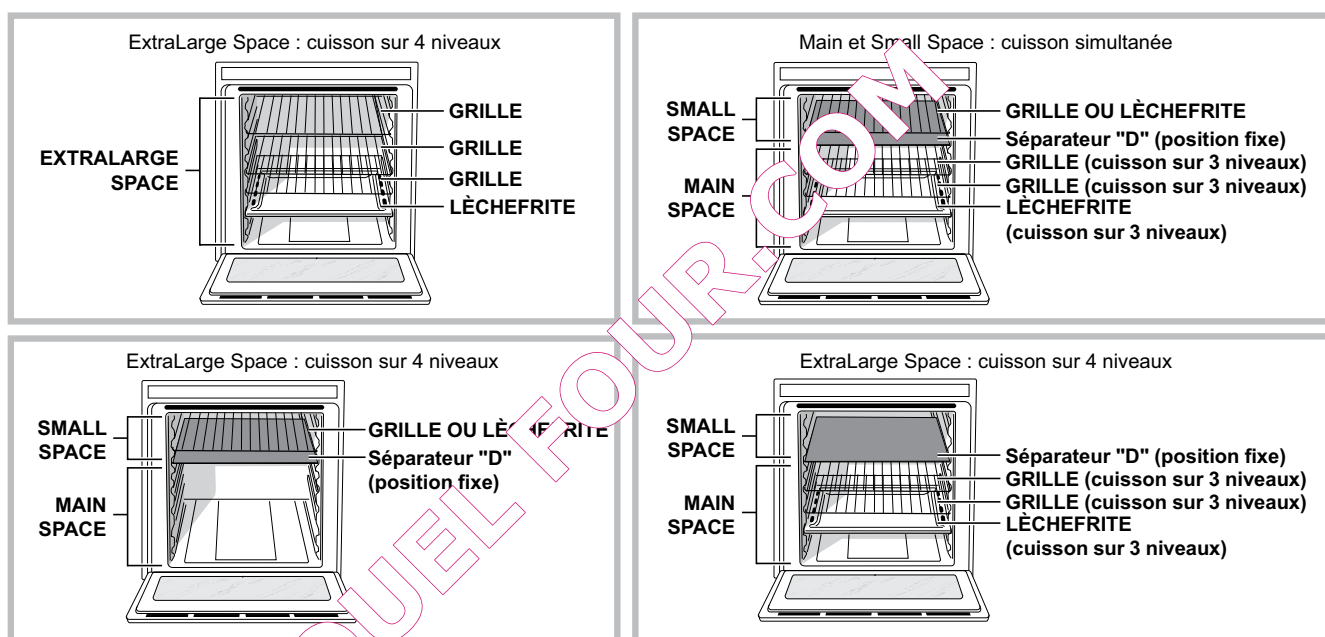 ExtraLarge Space : cuisson sur 4 niveaux
EXTRALARGE
SPACE
GRILLE
GRILLE
GRILLE
LÈCHEFRITE
Main et Small Space : cuisson simultanée
SMALL
SPACE
MAIN
SPACE
GRILLE OU LÈCHEFRITE
Séparateur "D" (position fixe)
GRILLE (cuisson sur 3 niveaux)
GRILLE (cuisson sur 3 niveaux)
LÈCHEFRITE
(cuisson sur 3 niveaux)
ExtraLarge Space : cuisson sur 4 niveaux
SMALL
SPACE
MAIN
SPACE
GRILLE OU LÈCHEFRITE
Séparateur "D"
(position fixe)
ExtraLarge Space : cuisson sur 4 niveaux
SMALL
SPACE
MAIN
SPACE
Séparateur "D" (position fixe)
GRILLE (cuisson sur 3 niveaux)
GRILLE (cuisson sur 3 niveaux)
LÈCHEFRITE
(cuisson sur 3 niveaux)
QUEL FOUR.COM